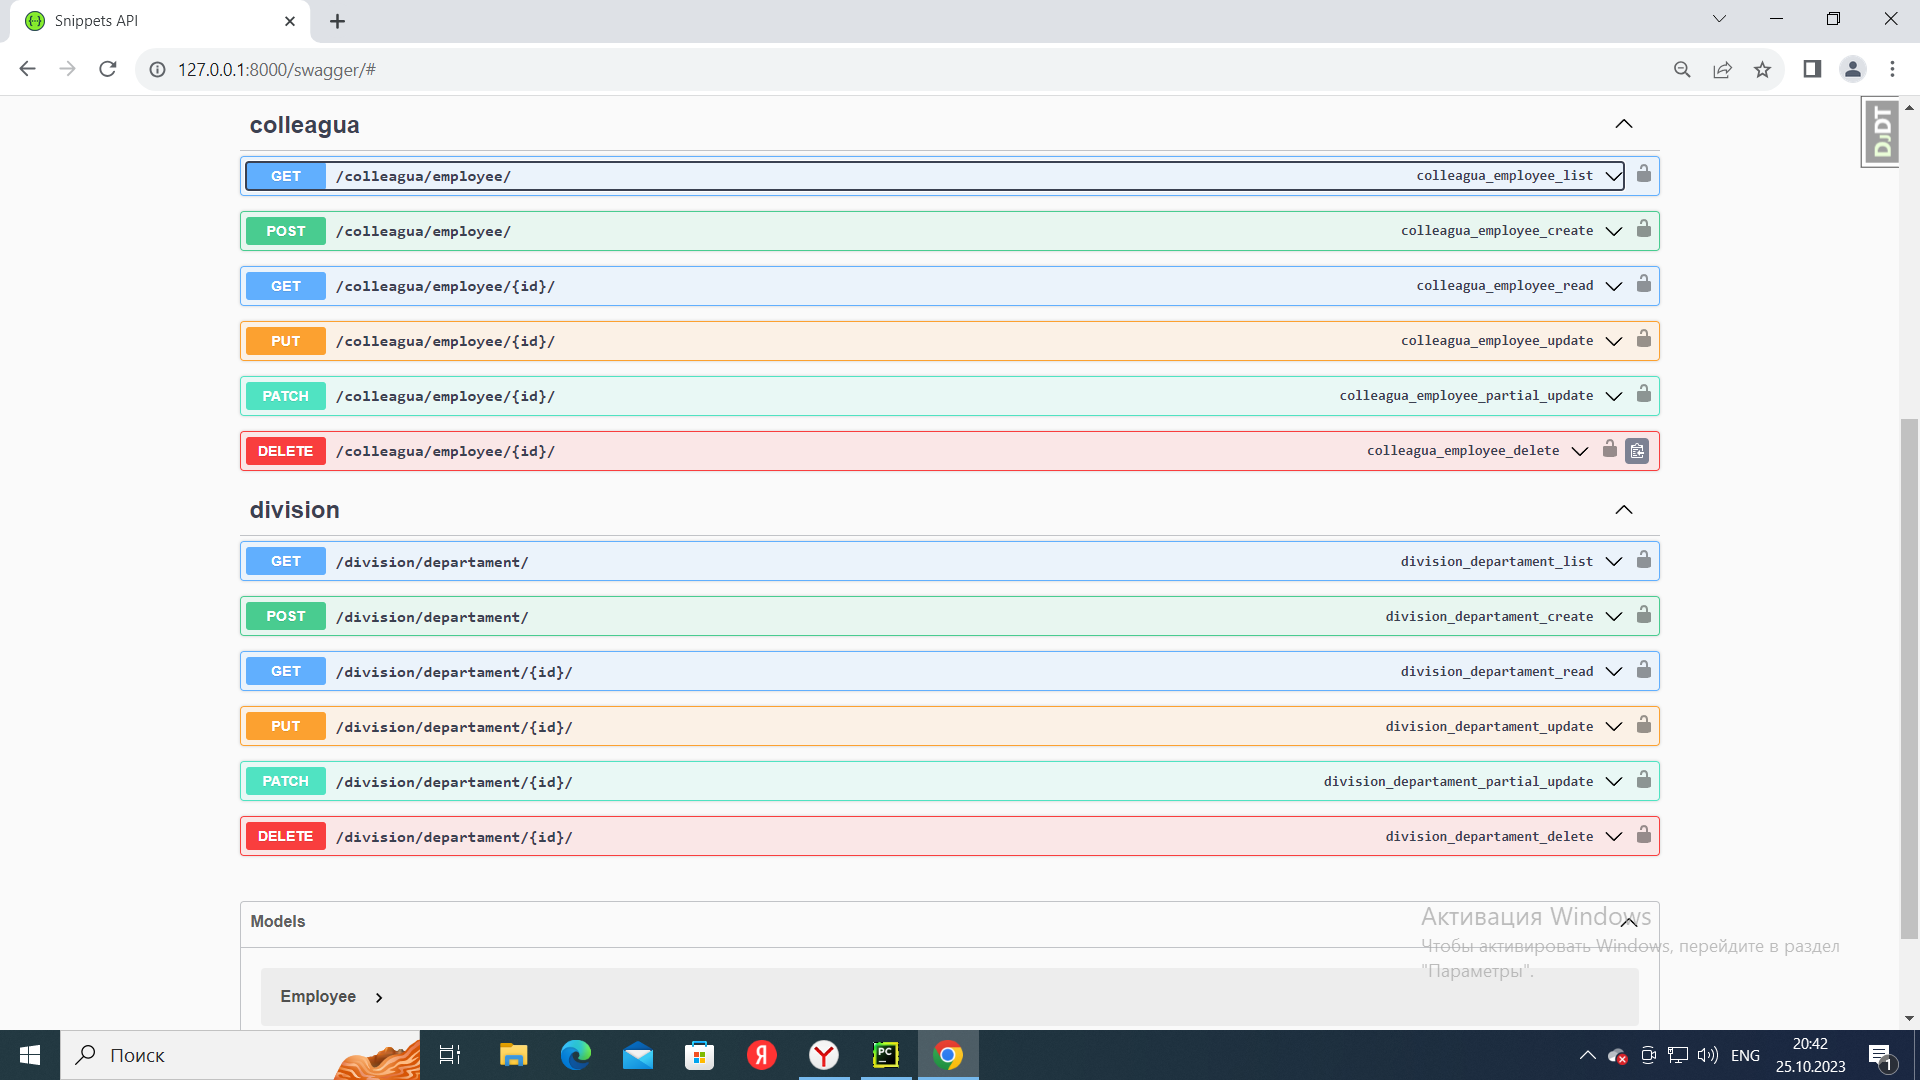 Snippets API
127.0.0.1:8000/swagger/#
DJDT
colleagua
GET /colleagua/employee/ colleagua_employee_list
POST /colleagua/employee/ colleagua_employee_create
GET /colleagua/employee/{id}/ colleagua_employee_read
PUT /colleagua/employee/{id}/ colleagua_employee_update
PATCH /colleagua/employee/{id}/ colleagua_employee_partial_update
DELETE /colleagua/employee/{id}/ colleagua_employee_delete
division
GET /division/departament/ division_departament_list
POST /division/departament/ division_departament_create
GET /division/departament/{id}/ division_departament_read
PUT /division/departament/{id}/ division_departament_update
PATCH /division/departament/{id}/ division_departament_partial_update
DELETE /division/departament/{id}/ division_departament_delete
Models
Активация Windows
Чтобы активировать Windows, перейдите в раздел
"Параметры".
Employee
Поиск
Я
Y
PC
ENG
20:42
25.10.2023
1